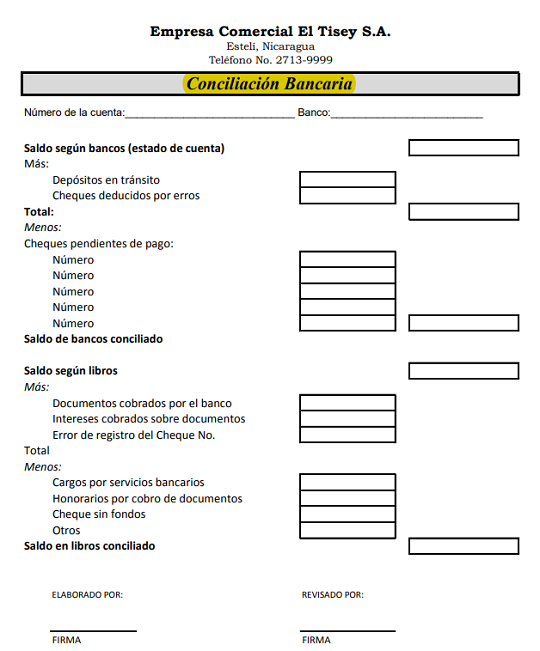 Empresa Comercial El Tisey S.A.
Estelí, Nicaragua
Teléfono No. 2713-9999
Conciliación Bancaria
Número de la cuenta:____________________________ Banco:_________________________
Saldo según bancos (estado de cuenta)
Más:
Depósitos en tránsito
Cheques deducidos por erros
Total:
Menos:
Cheques pendientes de pago:
Número
Número
Número
Número
Número
Saldo de bancos conciliado
Saldo según libros
Más:
Documentos cobrados por el banco
Intereses cobrados sobre documentos
Error de registro del Cheque No.
Total
Menos:
Cargos por servicios bancarios
Honorarios por cobro de documentos
Cheque sin fondos
Otros
Saldo en libros conciliado
ELABORADO POR: REVISADO POR:
FIRMA FIRMA